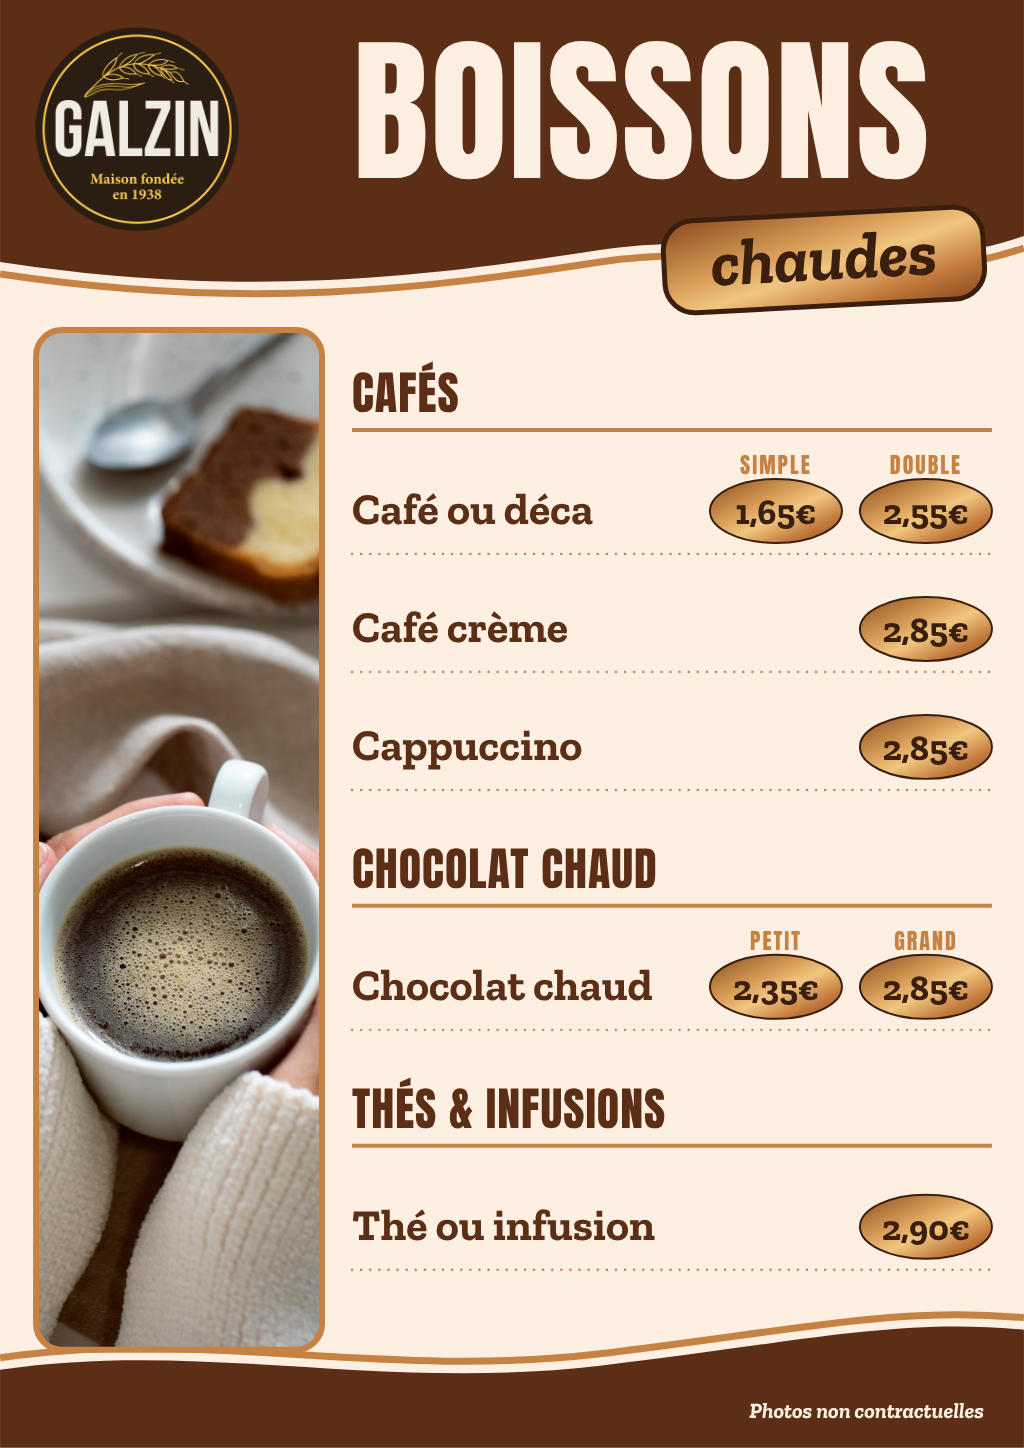 GALZIN
Maison fondée
en 1938
BOISSONS
chaudes
CAFÉS
SIMPLE DOUBLE
Café ou déca 1,65€ 2,55€
Café crème 2,85€
Cappuccino 2,85€
CHOCOLAT CHAUD
PETIT GRAND
Chocolat chaud 2,35€ 2,85€
THÉS & INFUSIONS
Thé ou infusion 2,90€
Photos non contractuelles